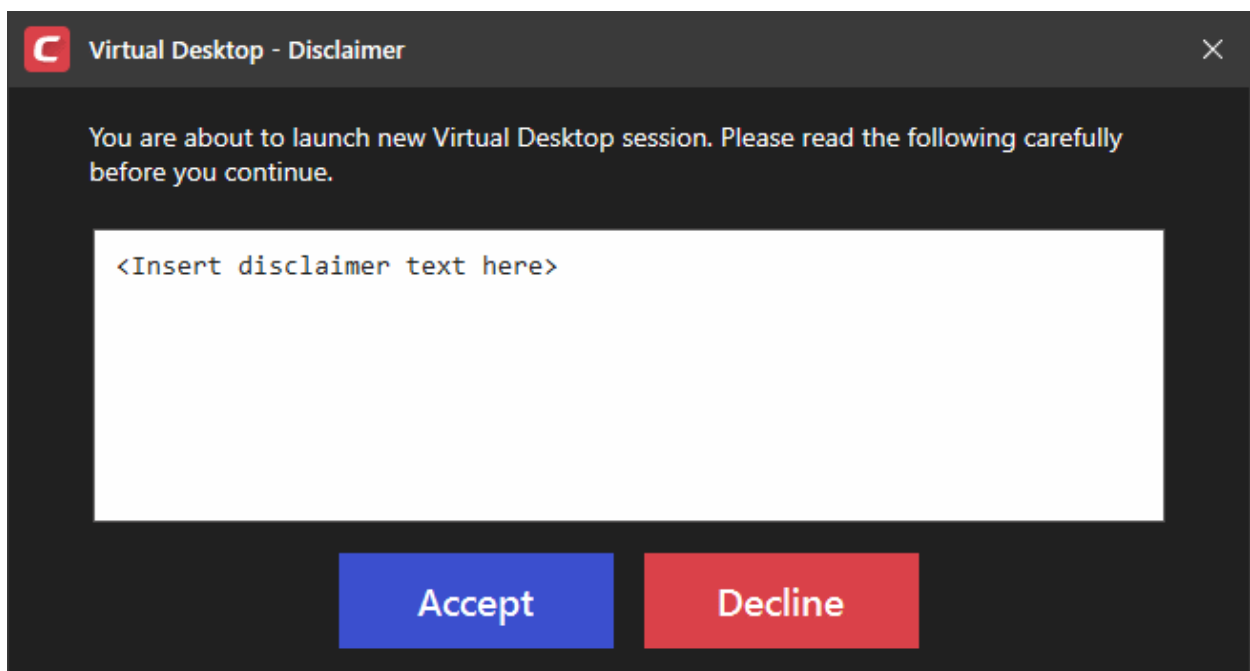 Virtual Desktop - Disclaimer
You are about to launch new Virtual Desktop session. Please read the following carefully
before you continue.
<Insert disclaimer text here>
Accept
Decline